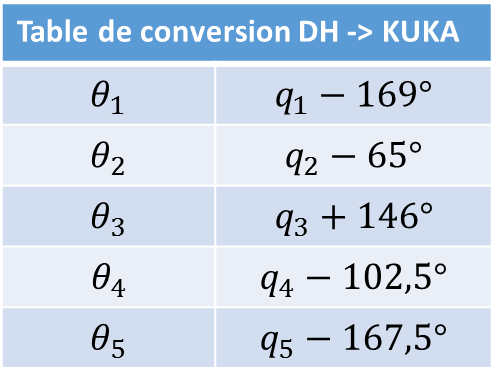 Table de conversion DH -> KUKA
θ₁ q₁ − 169°
θ₂ q₂ − 65°
θ₃ q₃ + 146°
θ₄ q₄ − 102,5°
θ₅ q₅ − 167,5°